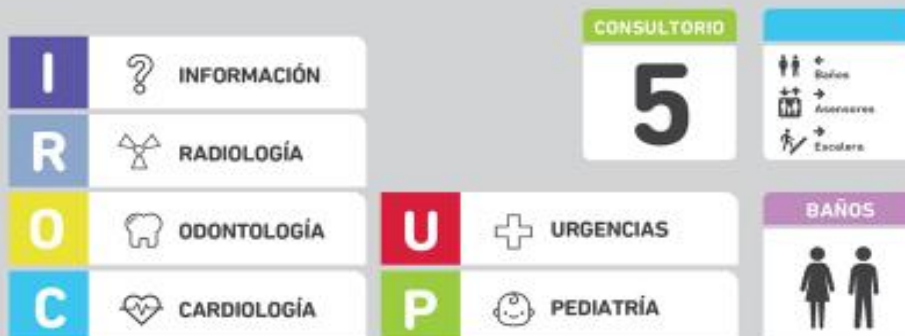 I INFORMACIÓN
R RADIOLOGÍA
O ODONTOLOGÍA
C CARDIOLOGÍA
U URGENCIAS
P PEDIATRÍA
CONSULTORIO
5
← Baños
→ Ascensores
→ Escalera
BAÑOS